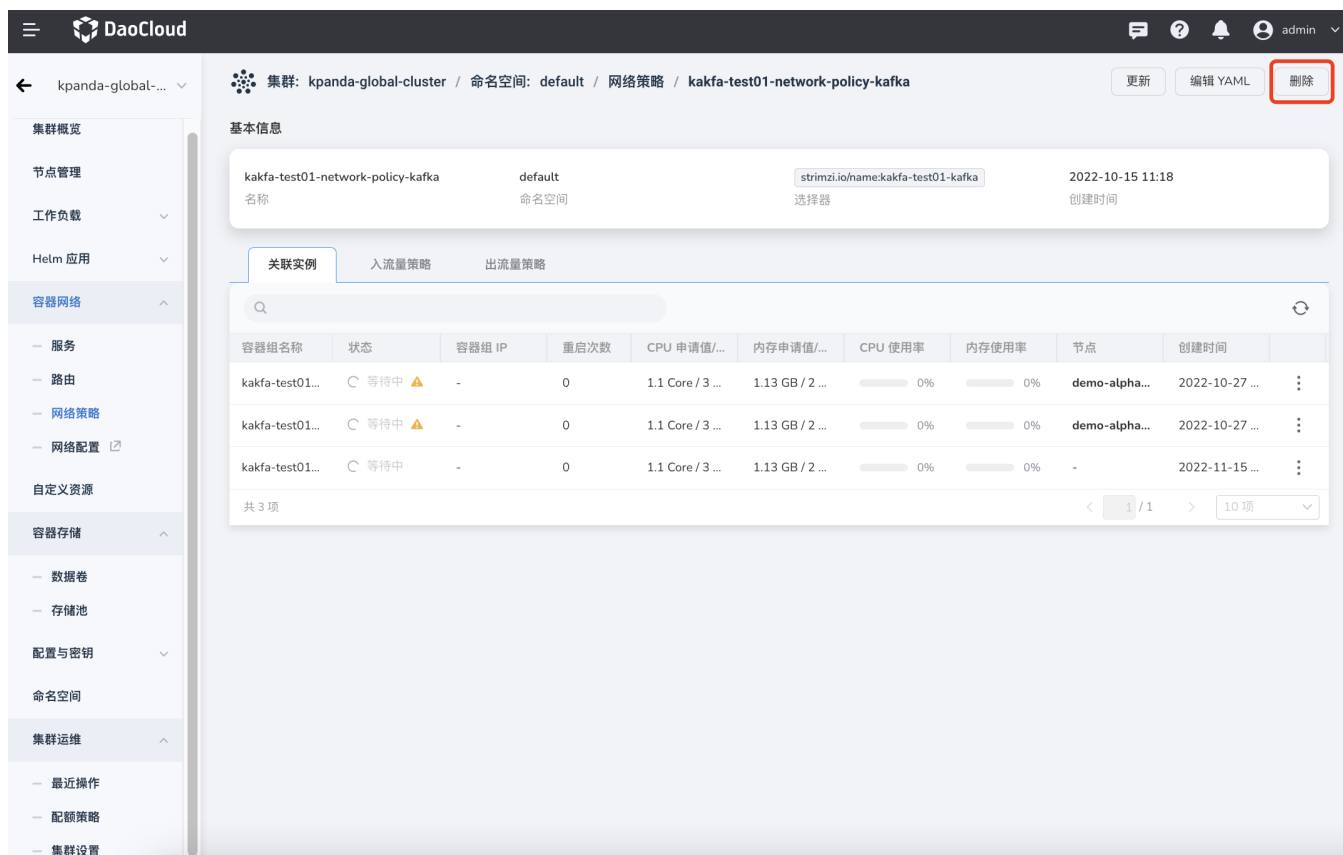 DaoCloud
admin
kpanda-global-...
集群: kpanda-global-cluster / 命名空间: default / 网络策略 / kakfa-test01-network-policy-kafka
更新
编辑 YAML
删除
集群概览
节点管理
工作负载
Helm 应用
容器网络
服务
路由
网络策略
网络配置
自定义资源
容器存储
数据卷
存储池
配置与密钥
命名空间
集群运维
最近操作
配额策略
集群设置
基本信息
kakfa-test01-network-policy-kafka
名称
default
命名空间
strimzi.io/name:kakfa-test01-kafka
选择器
2022-10-15 11:18
创建时间
关联实例 入流量策略 出流量策略
容器组名称 状态 容器组 IP 重启次数 CPU 申请值/... 内存申请值/... CPU 使用率 内存使用率 节点 创建时间
kakfa-test01... 等待中 - 0 1.1 Core / 3 ... 1.13 GB / 2 ... 0% 0% demo-alpha... 2022-10-27 ...
kakfa-test01... 等待中 - 0 1.1 Core / 3 ... 1.13 GB / 2 ... 0% 0% demo-alpha... 2022-10-27 ...
kakfa-test01... 等待中 - 0 1.1 Core / 3 ... 1.13 GB / 2 ... 0% 0% - 2022-11-15 ...
共 3 项
1 / 1
10 项